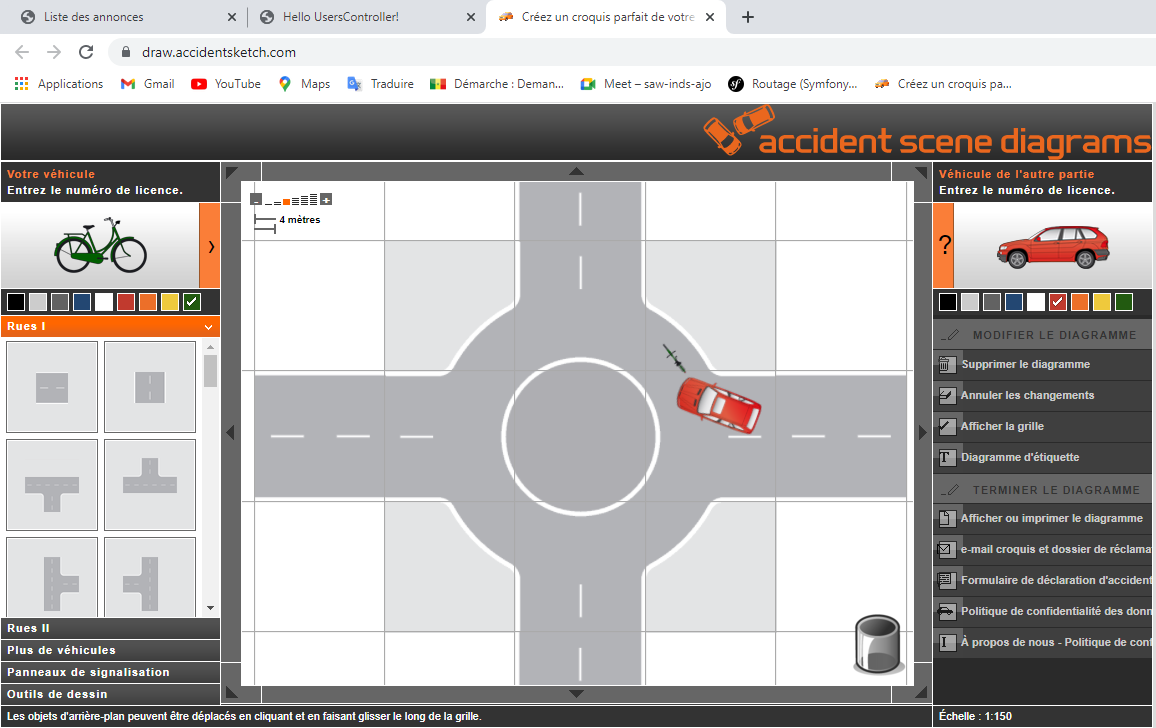 Liste des annonces
Hello UsersController!
Créez un croquis parfait de votre
draw.accidentsketch.com
Applications
Gmail
YouTube
Maps
Traduire
Démarche : Deman...
Meet – saw-inds-ajo
Routage (Symfony...
Créez un croquis pa...
accident scene diagrams
Votre véhicule
Entrez le numéro de licence.
Véhicule de l'autre partie
Entrez le numéro de licence.
4 mètres
?
Rues I
MODIFIER LE DIAGRAMME
Supprimer le diagramme
Annuler les changements
Afficher la grille
T Diagramme d'étiquette
TERMINER LE DIAGRAMME
Afficher ou imprimer le diagramme
e-mail croquis et dossier de réclama
Formulaire de déclaration d'accident
Politique de confidentialité des donn
À propos de nous - Politique de conf
Rues II
Plus de véhicules
Panneaux de signalisation
Outils de dessin
Les objets d'arrière-plan peuvent être déplacés en cliquant et en faisant glisser le long de la grille.
Échelle : 1:150